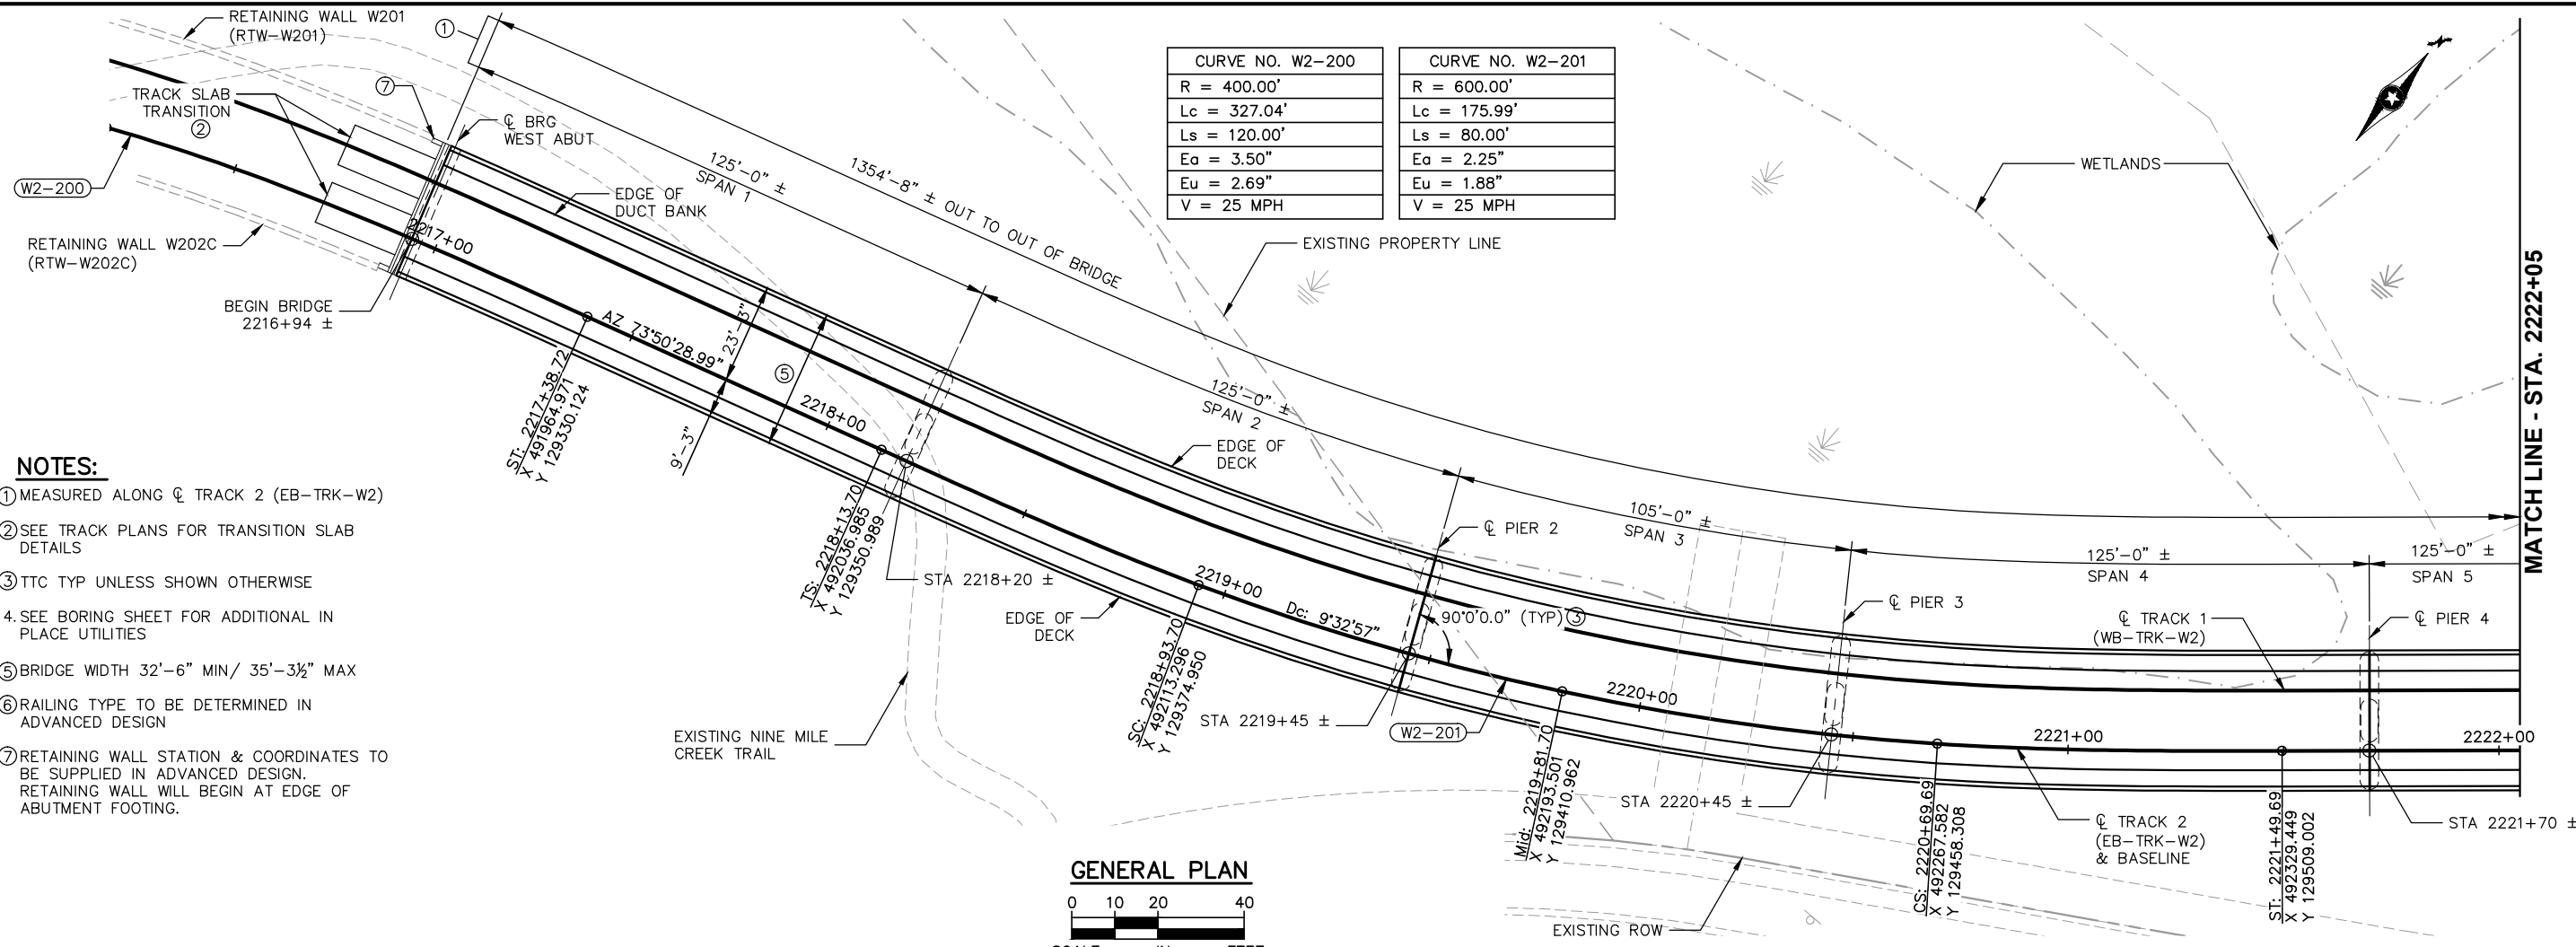 RETAINING WALL W201
(RTW-W201)
①
⑦
TRACK SLAB
TRANSITION
②
℄ BRG
WEST ABUT
W2-200
EDGE OF
DUCT BANK
RETAINING WALL W202C
(RTW-W202C)
2217+00
BEGIN BRIDGE
2216+94 ±
125'-0" ±
SPAN 1
1354'-8" ± OUT TO OUT OF BRIDGE
CURVE NO. W2-200
R = 400.00'
Lc = 327.04'
Ls = 120.00'
Ea = 3.50"
Eu = 2.69"
V = 25 MPH
CURVE NO. W2-201
R = 600.00'
Lc = 175.99'
Ls = 80.00'
Ea = 2.25"
Eu = 1.88"
V = 25 MPH
WETLANDS
EXISTING PROPERTY LINE
MATCH LINE - STA. 2222+05
AZ 73°50'28.99"
23'-3"
⑤
9'-3"
ST: 2217+38.72
X 491964.971
Y 129330.124
2218+00
125'-0" ±
SPAN 2
EDGE OF
DECK
TS: 2218+13.70
X 492036.985
Y 129350.989
STA 2218+20 ±
EDGE OF
DECK
2219+00
Dc: 9°32'57"
SC: 2218+93.70
X 492113.296
Y 129374.950
℄ PIER 2
105'-0" ±
SPAN 3
90°0'0.0" (TYP) ③
125'-0" ±
SPAN 4
125'-0" ±
SPAN 5
℄ PIER 3
℄ TRACK 1
(WB-TRK-W2)
℄ PIER 4
EXISTING NINE MILE
CREEK TRAIL
STA 2219+45 ±
W2-201
2220+00
Mid: 2219+81.70
X 492193.501
Y 129410.962
STA 2220+45 ±
2221+00
2222+00
CS: 2220+69.69
X 492267.582
Y 129458.308
℄ TRACK 2
(EB-TRK-W2)
& BASELINE
ST: 2221+49.69
X 492329.449
Y 129509.002
STA 2221+70 ±
EXISTING ROW
NOTES:
① MEASURED ALONG ℄ TRACK 2 (EB-TRK-W2)
② SEE TRACK PLANS FOR TRANSITION SLAB
DETAILS
③ TTC TYP UNLESS SHOWN OTHERWISE
4. SEE BORING SHEET FOR ADDITIONAL IN
PLACE UTILITIES
⑤ BRIDGE WIDTH 32'-6" MIN/ 35'-3½" MAX
⑥ RAILING TYPE TO BE DETERMINED IN
ADVANCED DESIGN
⑦ RETAINING WALL STATION & COORDINATES TO
BE SUPPLIED IN ADVANCED DESIGN.
RETAINING WALL WILL BEGIN AT EDGE OF
ABUTMENT FOOTING.
GENERAL PLAN
0 10 20 40